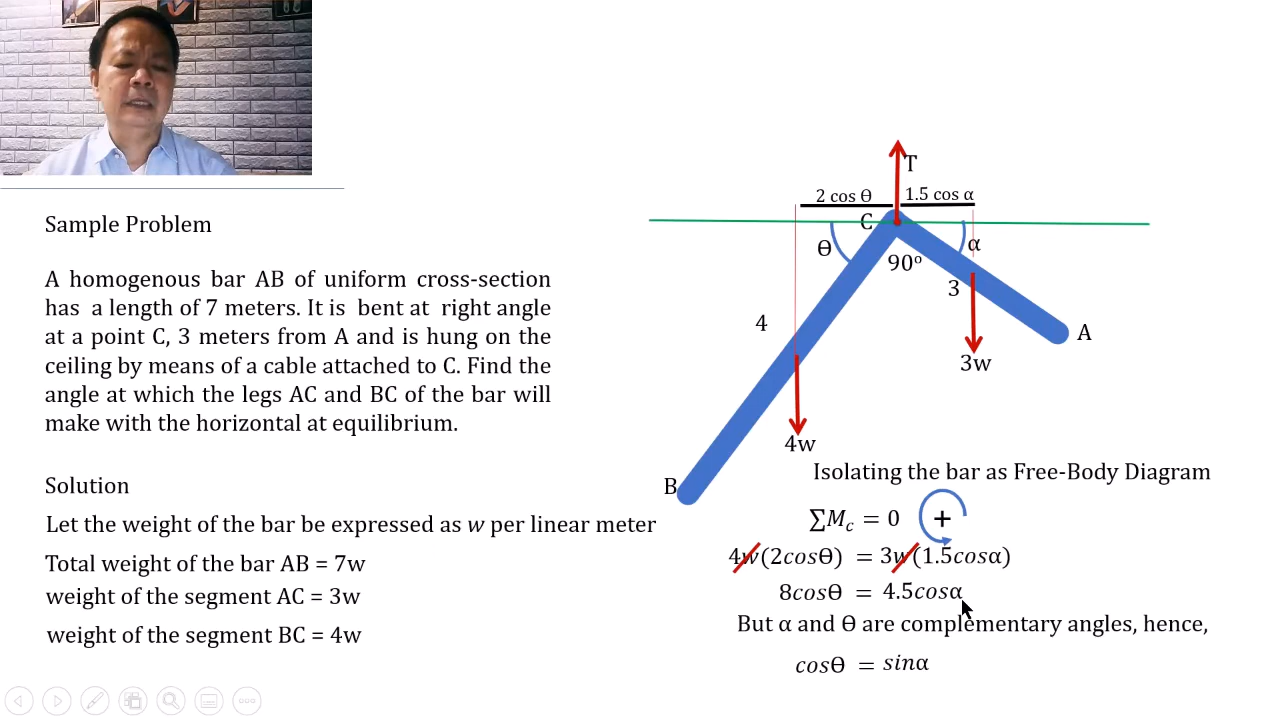 Sample Problem
A homogenous bar AB of uniform cross-section
has a length of 7 meters. It is bent at right angle
at a point C, 3 meters from A and is hung on the
ceiling by means of a cable attached to C. Find the
angle at which the legs AC and BC of the bar will
make with the horizontal at equilibrium.
Solution
Let the weight of the bar be expressed as w per linear meter
Total weight of the bar AB = 7w
weight of the segment AC = 3w
weight of the segment BC = 4w
T
2 cos Ө 1.5 cos α
C
Ө
α
90º
3
4
A
3w
4w
B
Isolating the bar as Free-Body Diagram
∑M꜀ = 0 +
4w(2cosӨ) = 3w(1.5cosα)
8cosӨ = 4.5cosα
But α and Ө are complementary angles, hence,
cosӨ = sinα